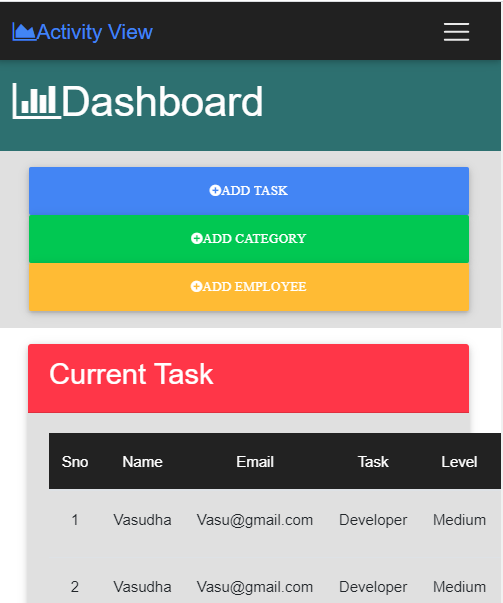 Activity View
Dashboard
ADD TASK
ADD CATEGORY
ADD EMPLOYEE
Current Task
Sno Name Email Task Level
1 Vasudha Vasu@gmail.com Developer Medium
2 Vasudha Vasu@gmail.com Developer Medium